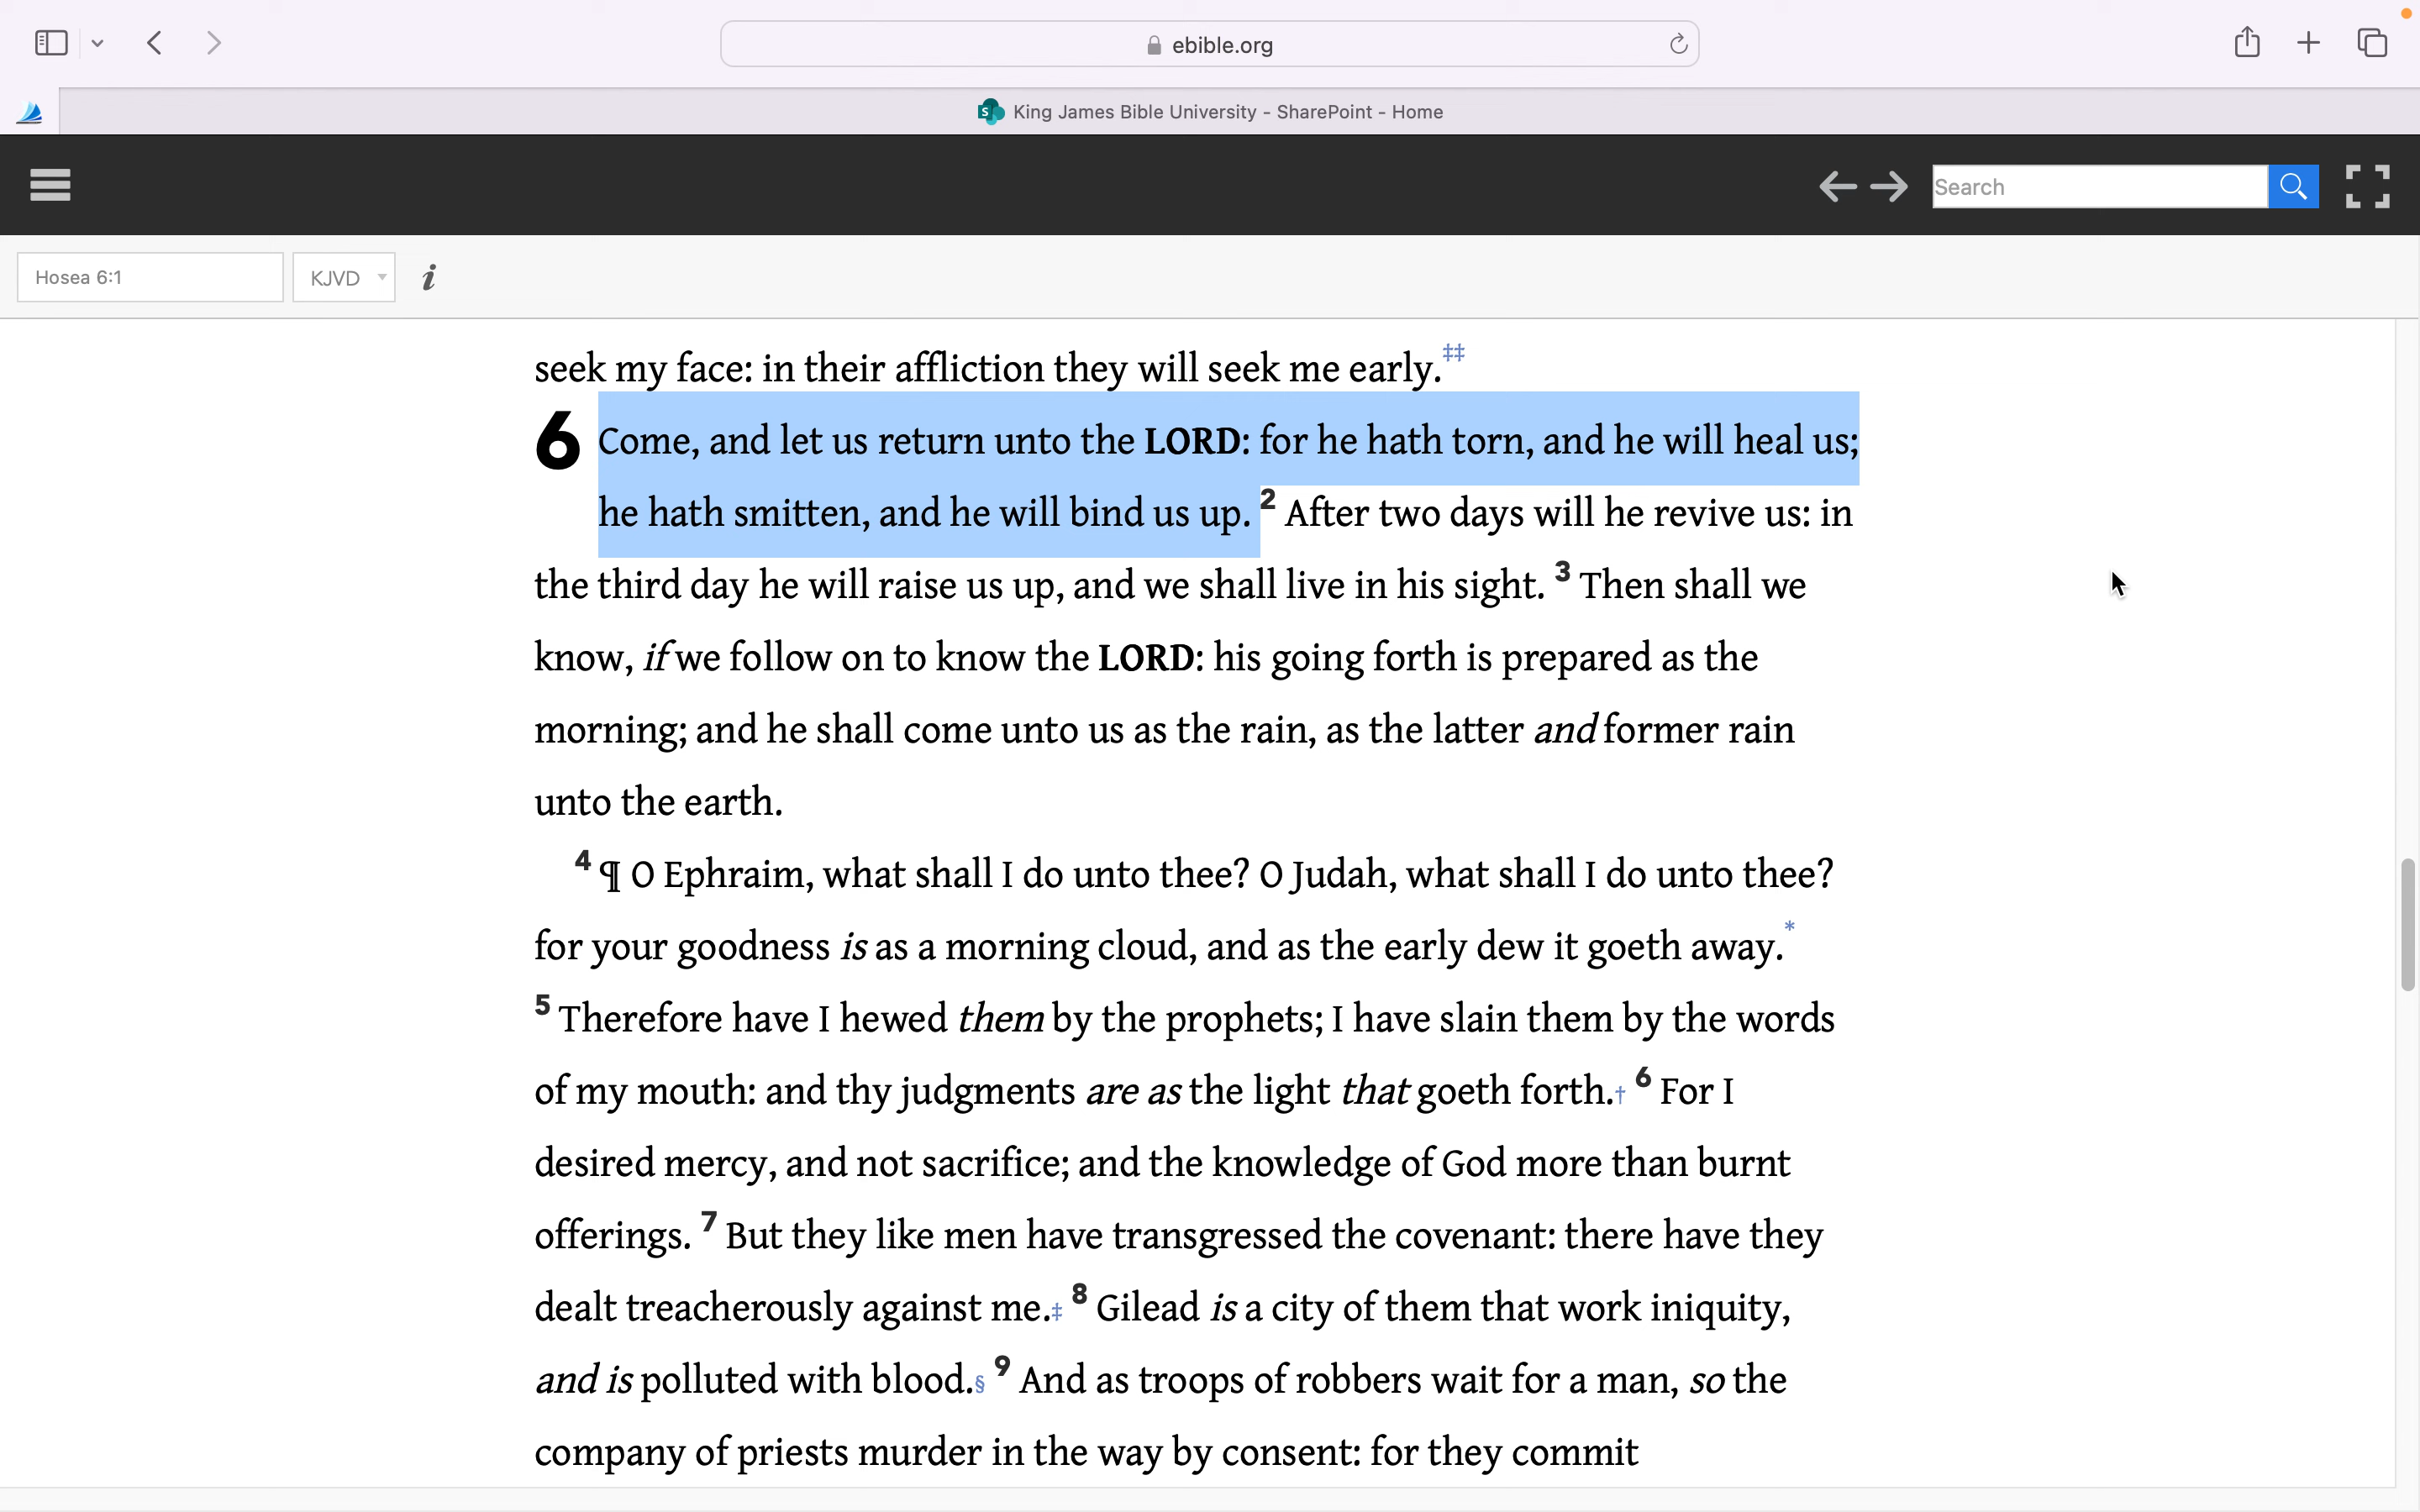 ebible.org
King James Bible University - SharePoint - Home
Search
Hosea 6:1
KJVD
i
seek my face: in their affliction they will seek me early.‡‡
6 Come, and let us return unto the LORD: for he hath torn, and he will heal us;
he hath smitten, and he will bind us up. 2 After two days will he revive us: in
the third day he will raise us up, and we shall live in his sight. 3 Then shall we
know, if we follow on to know the LORD: his going forth is prepared as the
morning; and he shall come unto us as the rain, as the latter and former rain
unto the earth.
4 ¶ O Ephraim, what shall I do unto thee? O Judah, what shall I do unto thee?
for your goodness is as a morning cloud, and as the early dew it goeth away.*
5 Therefore have I hewed them by the prophets; I have slain them by the words
of my mouth: and thy judgments are as the light that goeth forth.† 6 For I
desired mercy, and not sacrifice; and the knowledge of God more than burnt
offerings. 7 But they like men have transgressed the covenant: there have they
dealt treacherously against me.‡ 8 Gilead is a city of them that work iniquity,
and is polluted with blood.§ 9 And as troops of robbers wait for a man, so the
company of priests murder in the way by consent: for they commit